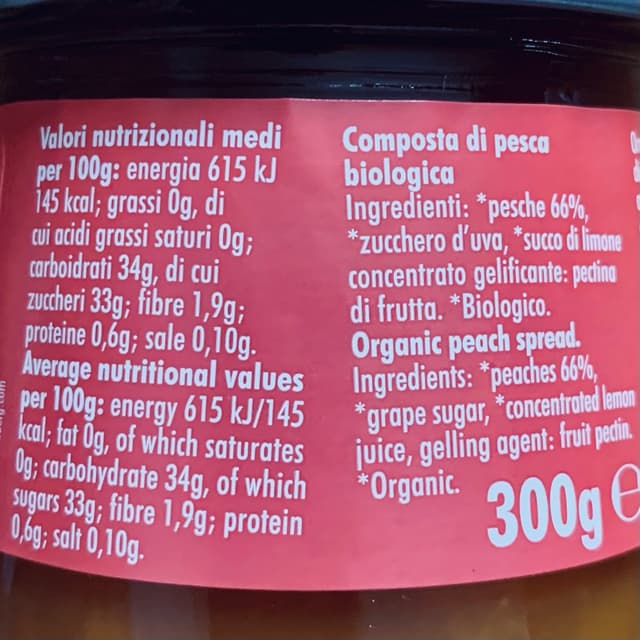 Valori nutrizionali medi
per 100g: energia 615 kJ
145 kcal; grassi 0g, di
cui acidi grassi saturi 0g;
carboidrati 34g, di cui
zuccheri 33g; fibre 1,9g;
proteine 0,6g; sale 0,10g.
Average nutritional values
per 100g: energy 615 kJ/145
kcal; fat 0g, of which saturates
0g; carbohydrate 34g, of which
sugars 33g; fibre 1,9g; protein
0,6g; salt 0,10g.
Composta di pesca
biologica
Ingredienti: *pesche 66%,
*zucchero d'uva, *succo di limone
concentrato gelificante: pectina
di frutta. *Biologico.
Organic peach spread.
Ingredients: *peaches 66%,
*grape sugar, *concentrated lemon
juice, gelling agent: fruit pectin.
*Organic.
300g e